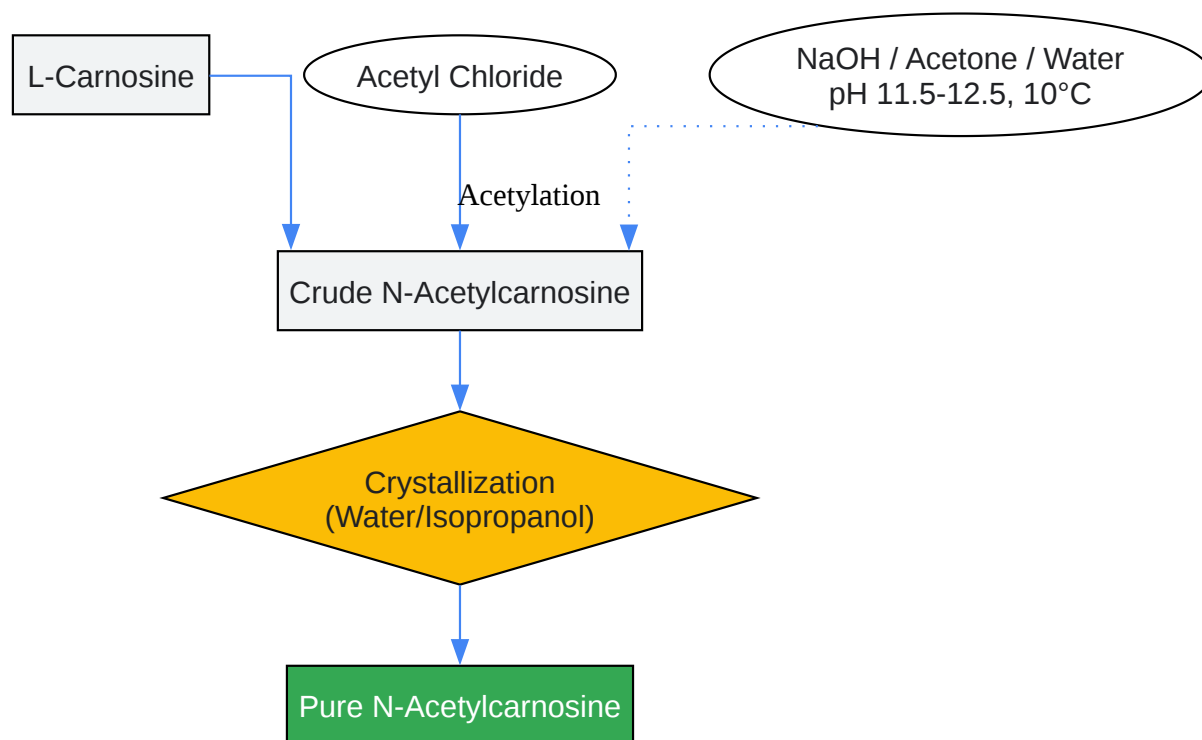 L-Carnosine
Acetyl Chloride
NaOH / Acetone / Water
pH 11.5-12.5, 10°C
Acetylation
Crude N-Acetylcarnosine
Crystallization
(Water/Isopropanol)
Pure N-Acetylcarnosine